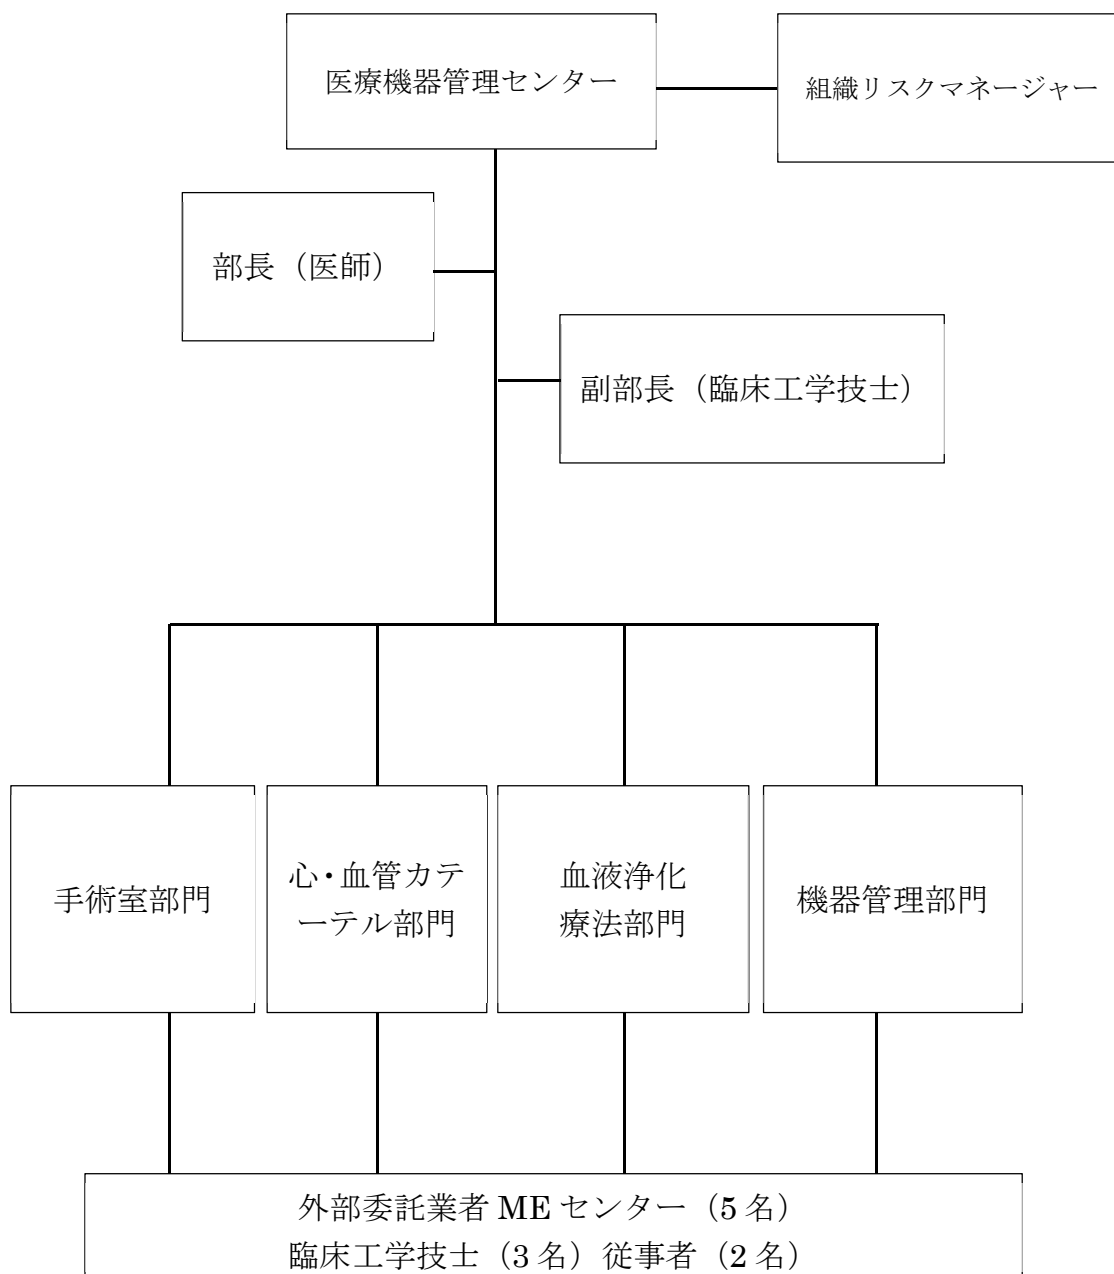 医療機器管理センター
組織リスクマネージャー
部長（医師）
副部長（臨床工学技士）
手術室部門
心・血管カテ
ーテル部門
血液浄化
療法部門
機器管理部門
外部委託業者 ME センター（5 名）
臨床工学技士（3 名）従事者（2 名）